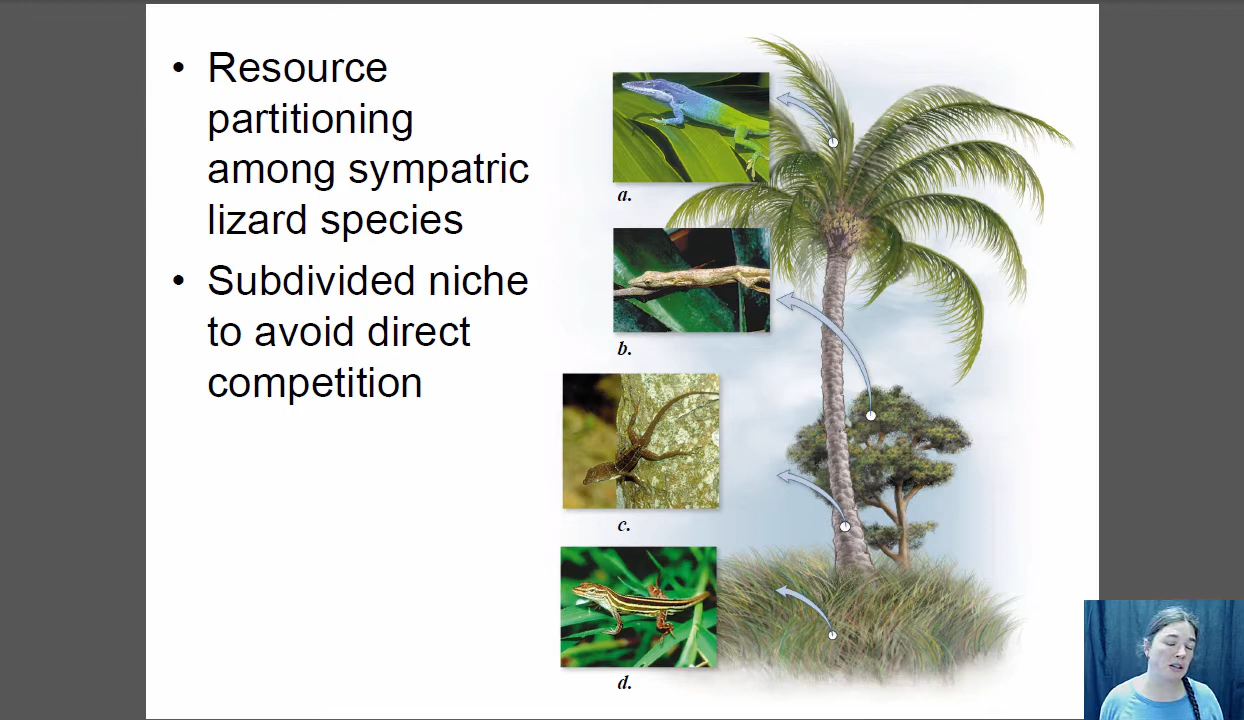 • Resource
partitioning
among sympatric
lizard species
• Subdivided niche
to avoid direct
competition
a.
b.
c.
d.